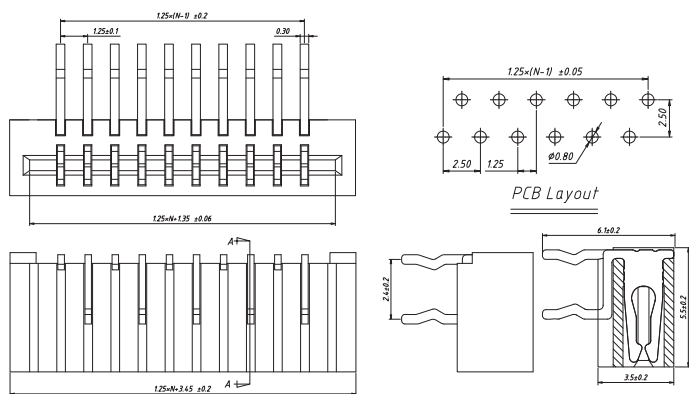 1.25×(N-1) ±0.2
1.25±0.1
0.30
1.25×N+1.35 ±0.06
1.25×(N-1) ±0.05
2.50
2.50
1.25
Ø0.80
PCB Layout
A
A
1.25×N+3.45 ±0.2
2.4±0.2
6.1±0.2
5.5±0.2
3.5±0.2